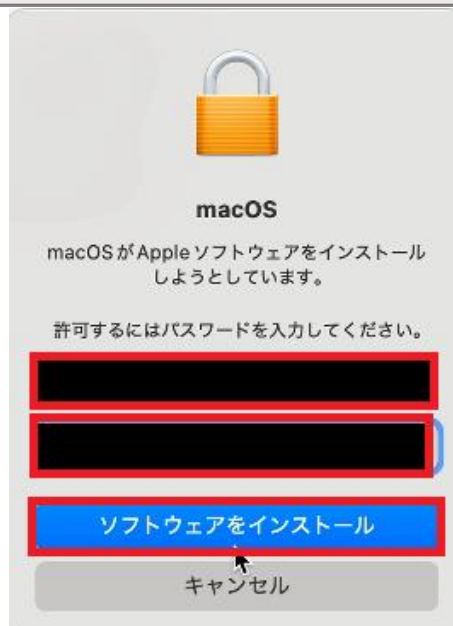 macOS
macOSがAppleソフトウェアをインストール
しようとしています。
許可するにはパスワードを入力してください。
ソフトウェアをインストール
キャンセル